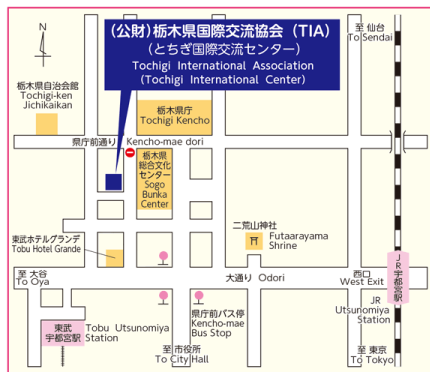 (公財)栃木県国際交流協会 (TIA)
(とちぎ国際交流センター)
Tochigi International Association
(Tochigi International Center)
N
至 仙台
To Sendai
栃木県自治会館
Tochigi-ken
Jichikaikan
栃木県庁
Tochigi Kencho
県庁前通り Kencho-mae dori
栃木県
総合文化
センター
Sogo
Bunka
Center
東武ホテルグランデ
Tobu Hotel Grande
二荒山神社
Futaarayama
Shrine
至 大谷
To Oya
大通り Odori
西口
West Exit
JR宇都宮駅
JR
Utsunomiya
Station
東武
宇都宮駅
Tobu Utsunomiya
Station
県庁前バス停
Kencho-mae
Bus Stop
至 市役所
To City Hall
至 東京
To Tokyo